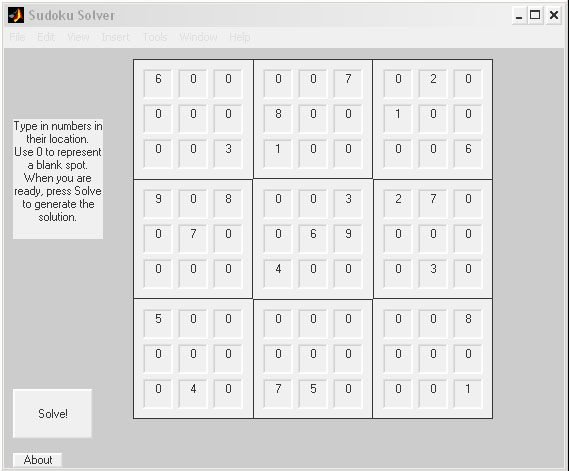 Sudoku Solver
File Edit View Insert Tools Window Help
Type in numbers in
their location.
Use 0 to represent
a blank spot.
When you are
ready, press Solve
to generate the
solution.
6 0 0 0 0 7 0 2 0
0 0 0 8 0 0 1 0 0
0 0 3 1 0 0 0 0 6
9 0 8 0 0 3 2 7 0
0 7 0 0 6 9 0 0 0
0 0 0 4 0 0 0 3 0
5 0 0 0 0 0 0 0 8
0 0 0 0 0 0 0 0 0
0 4 0 7 5 0 0 0 1
Solve!
About